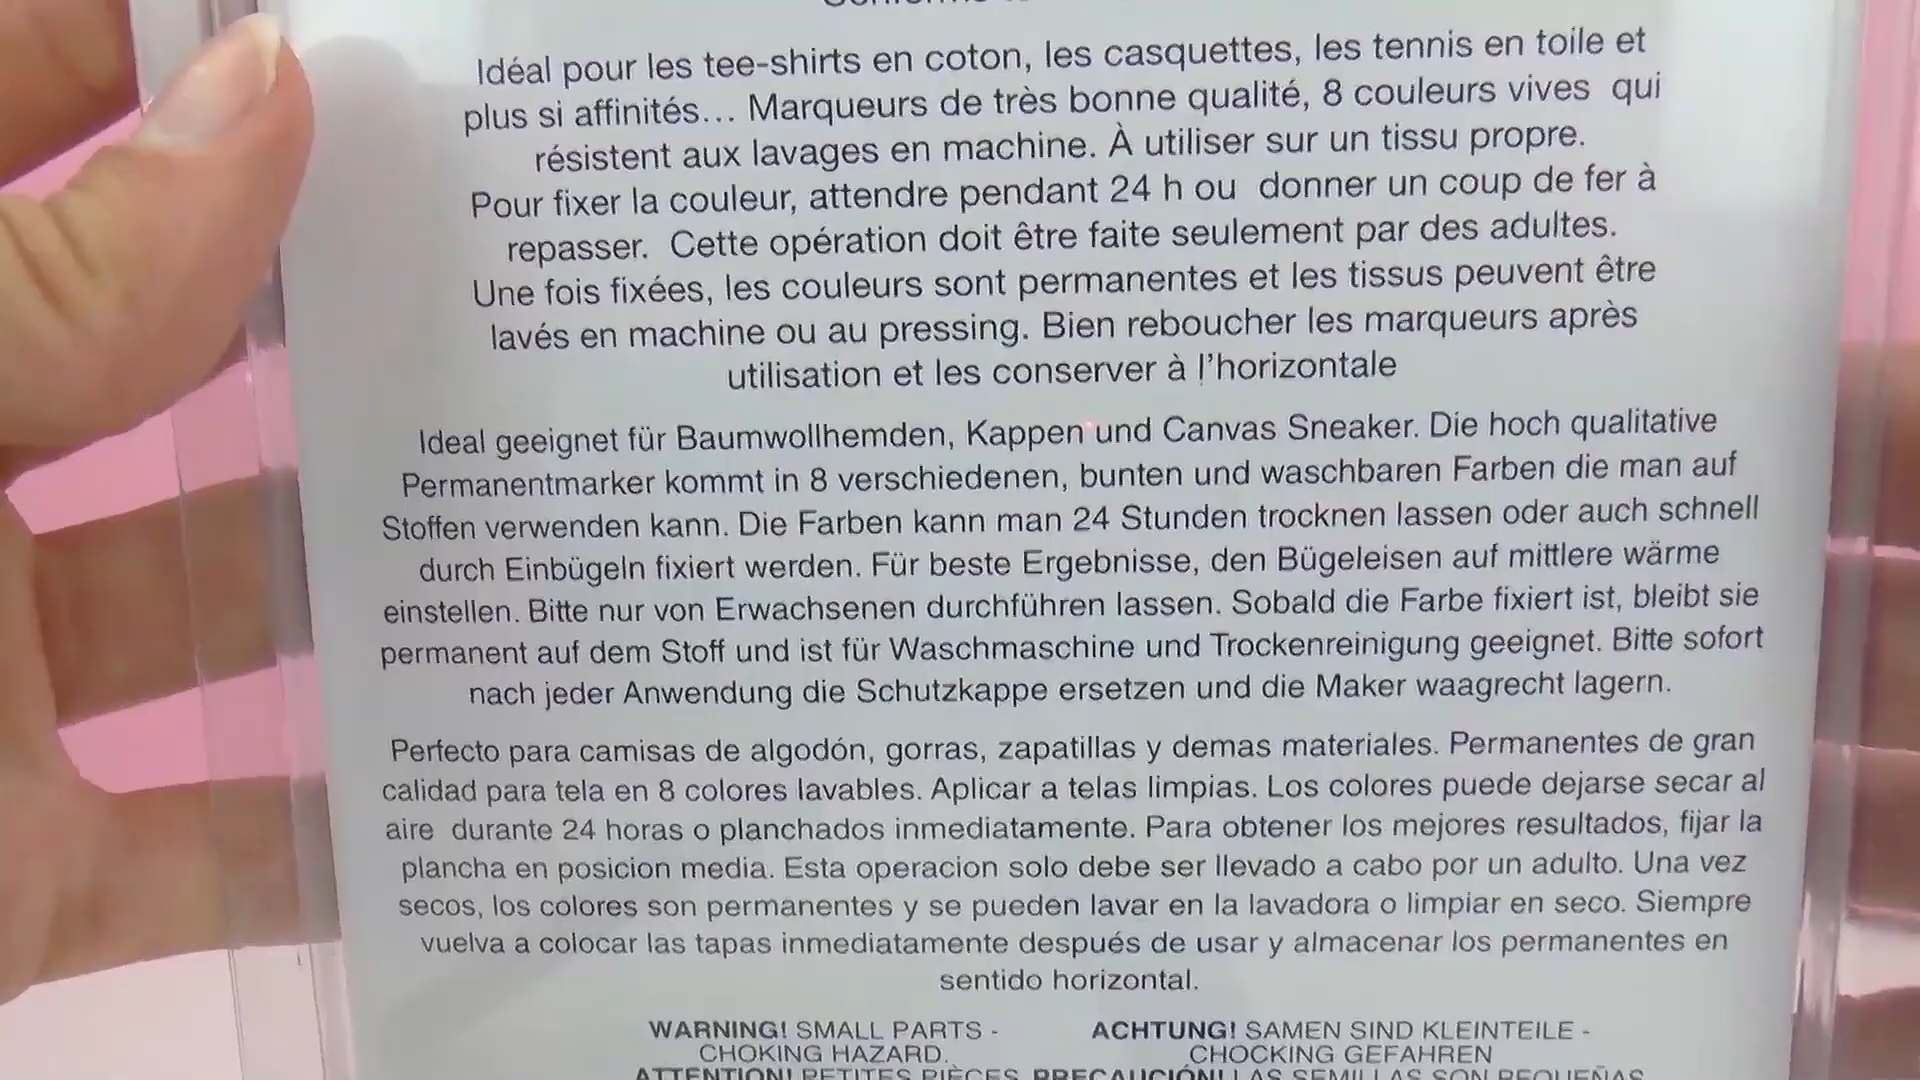 Idéal pour les tee-shirts en coton, les casquettes, les tennis en toile et
plus si affinités... Marqueurs de très bonne qualité, 8 couleurs vives qui
résistent aux lavages en machine. À utiliser sur un tissu propre.
Pour fixer la couleur, attendre pendant 24 h ou donner un coup de fer à
repasser. Cette opération doit être faite seulement par des adultes.
Une fois fixées, les couleurs sont permanentes et les tissus peuvent être
lavés en machine ou au pressing. Bien reboucher les marqueurs après
utilisation et les conserver à l'horizontale
Ideal geeignet für Baumwollhemden, Kappen und Canvas Sneaker. Die hoch qualitative
Permanentmarker kommt in 8 verschiedenen, bunten und waschbaren Farben die man auf
Stoffen verwenden kann. Die Farben kann man 24 Stunden trocknen lassen oder auch schnell
durch Einbügeln fixiert werden. Für beste Ergebnisse, den Bügeleisen auf mittlere wärme
einstellen. Bitte nur von Erwachsenen durchführen lassen. Sobald die Farbe fixiert ist, bleibt sie
permanent auf dem Stoff und ist für Waschmaschine und Trockenreinigung geeignet. Bitte sofort
nach jeder Anwendung die Schutzkappe ersetzen und die Maker waagrecht lagern.
Perfecto para camisas de algodón, gorras, zapatillas y demas materiales. Permanentes de gran
calidad para tela en 8 colores lavables. Aplicar a telas limpias. Los colores puede dejarse secar al
aire durante 24 horas o planchados inmediatamente. Para obtener los mejores resultados, fijar la
plancha en posicion media. Esta operacion solo debe ser llevado a cabo por un adulto. Una vez
secos, los colores son permanentes y se pueden lavar en la lavadora o limpiar en seco. Siempre
vuelva a colocar las tapas inmediatamente después de usar y almacenar los permanentes en
sentido horizontal.
WARNING! SMALL PARTS -
CHOKING HAZARD.
ACHTUNG! SAMEN SIND KLEINTEILE -
CHOCKING GEFAHREN
ATTENTION! PETITES PIÈCES
PRECAUCIÓN! LAS SEMILLAS SON PEQUEÑAS